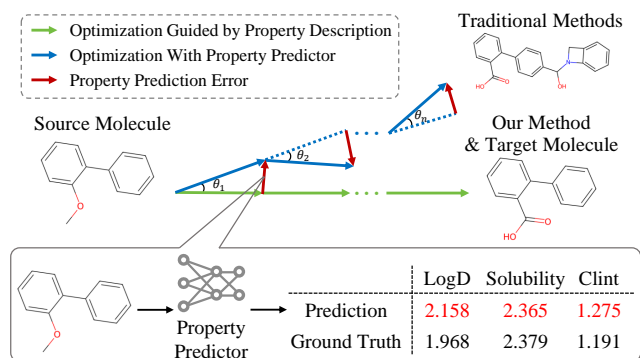 Optimization Guided by Property Description
Optimization With Property Predictor
Property Prediction Error
Traditional Methods
O
HO
N
OH
Source Molecule
O
θ₁
θ₂
θₙ
Our Method
& Target Molecule
O
HO
O
Property
Predictor
LogD Solubility Clint
Prediction 2.158 2.365 1.275
Ground Truth 1.968 2.379 1.191